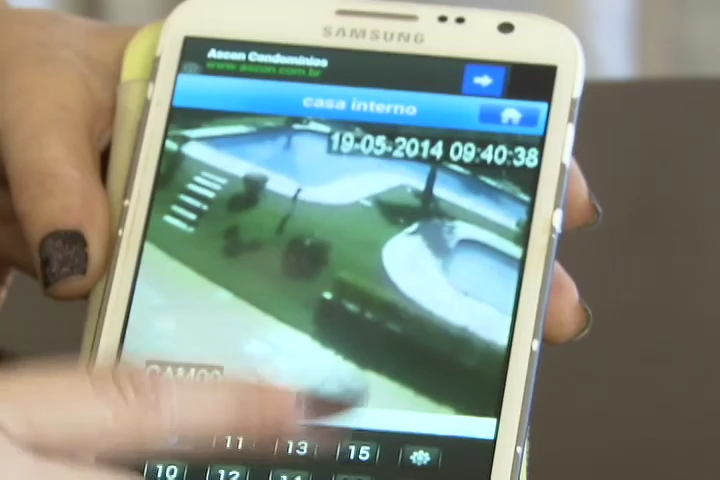 SAMSUNG
Ascon Condomínios
www.ascon.com.br
casa interno
19-05-2014 09:40:38
11 13 15
10 12